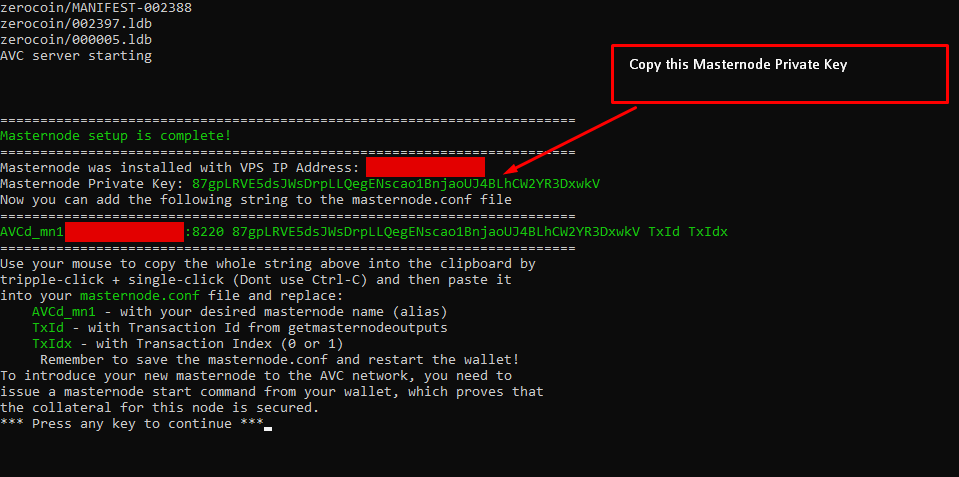 zerocoin/MANIFEST-002388
zerocoin/002397.ldb
zerocoin/000005.ldb
AVC server starting
Copy this Masternode Private Key
========================================================================
Masternode setup is complete!
========================================================================
Masternode was installed with VPS IP Address:
Masternode Private Key: 87gpLRVE5dsJWsDrpLLQegENscao1BnjaoUJ4BLhCW2YR3DxwkV
Now you can add the following string to the masternode.conf file
========================================================================
AVCd_mn1 :8220 87gpLRVE5dsJWsDrpLLQegENscao1BnjaoUJ4BLhCW2YR3DxwkV TxId TxIdx
========================================================================
Use your mouse to copy the whole string above into the clipboard by
tripple-click + single-click (Dont use Ctrl-C) and then paste it
into your masternode.conf file and replace:
AVCd_mn1 - with your desired masternode name (alias)
TxId - with Transaction Id from getmasternodeoutputs
TxIdx - with Transaction Index (0 or 1)
Remember to save the masternode.conf and restart the wallet!
To introduce your new masternode to the AVC network, you need to
issue a masternode start command from your wallet, which proves that
the collateral for this node is secured.
*** Press any key to continue ***